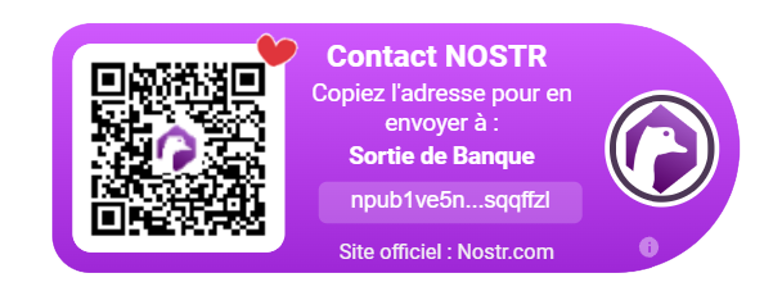 Contact NOSTR
Copiez l'adresse pour en
envoyer à :
Sortie de Banque
npub1ve5n...sqqffzl
Site officiel : Nostr.com